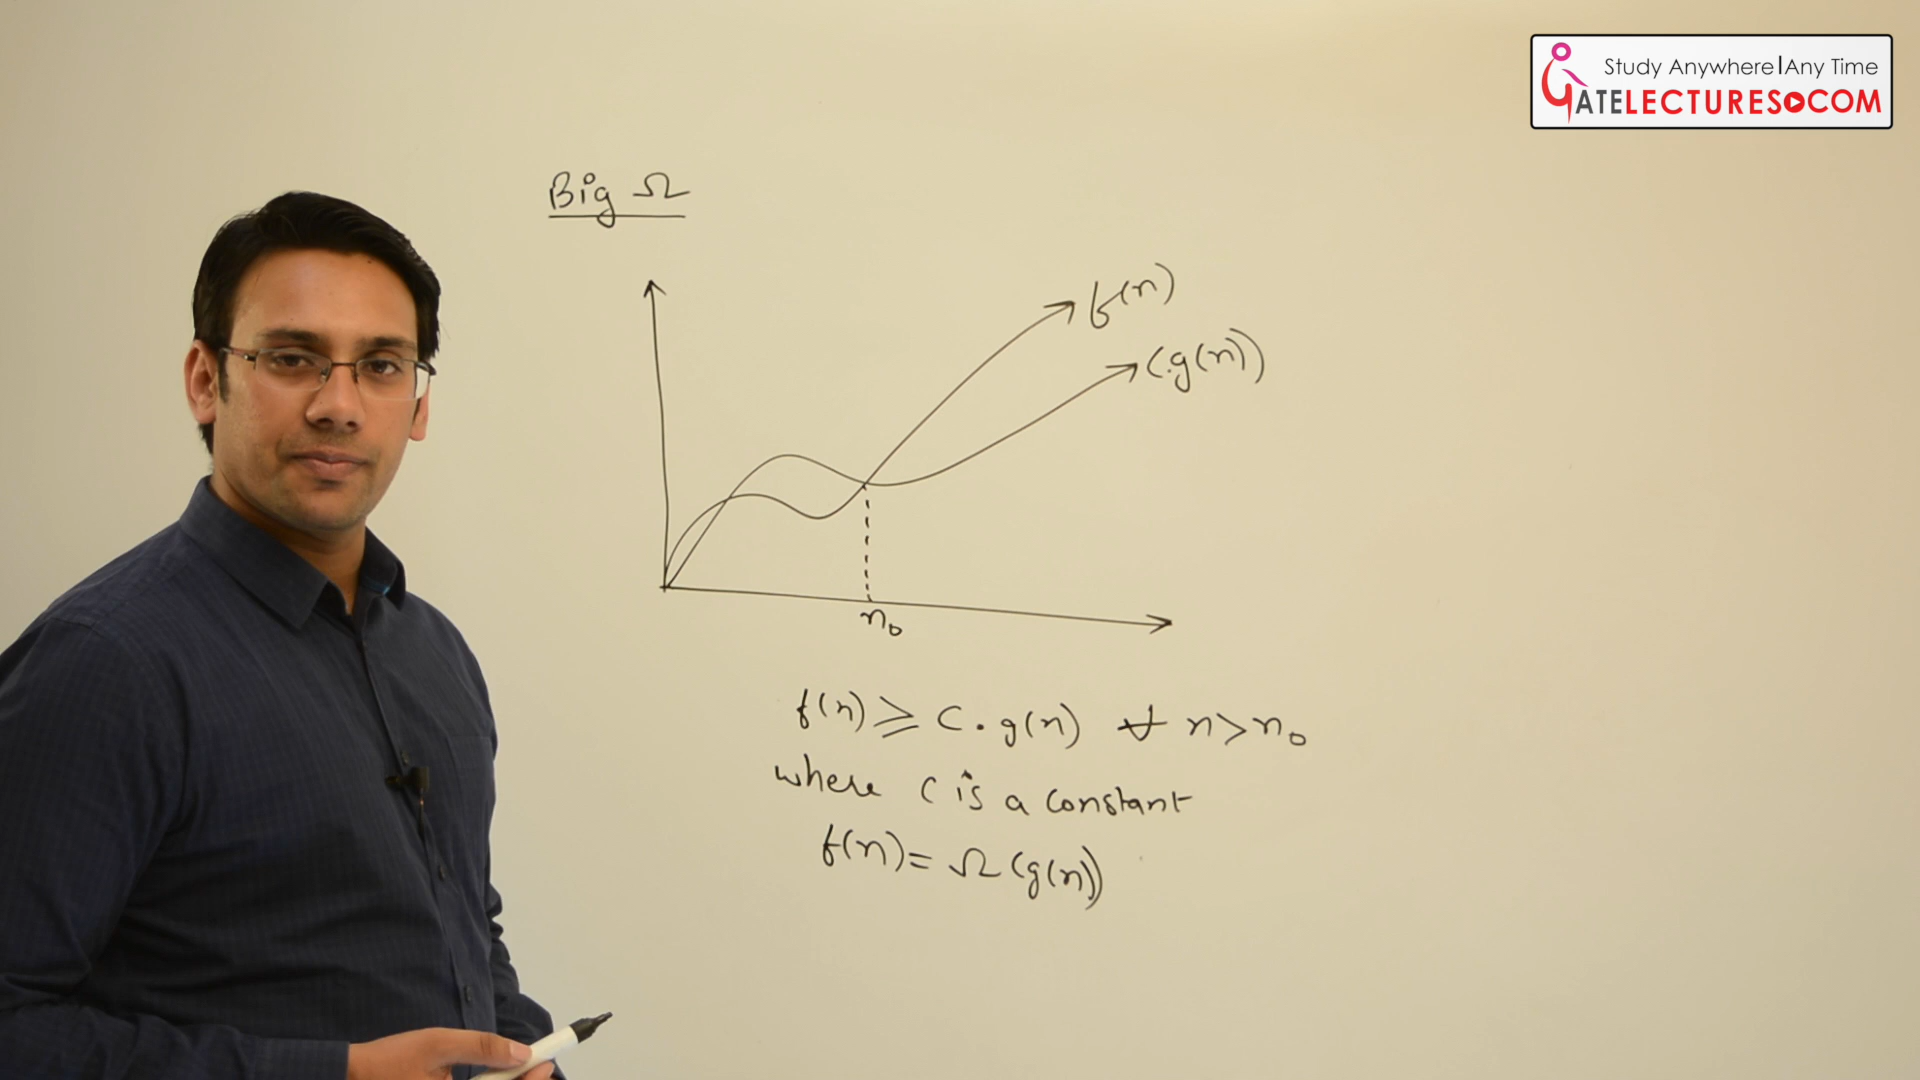 Study Anywhere|Any Time
GATELECTURES.COM
Big Ω
f(n)
C.g(n))
n₀
f(n) ≥ C . g(n) ∀ n > n₀
where C is a constant
f(n) = Ω (g(n))